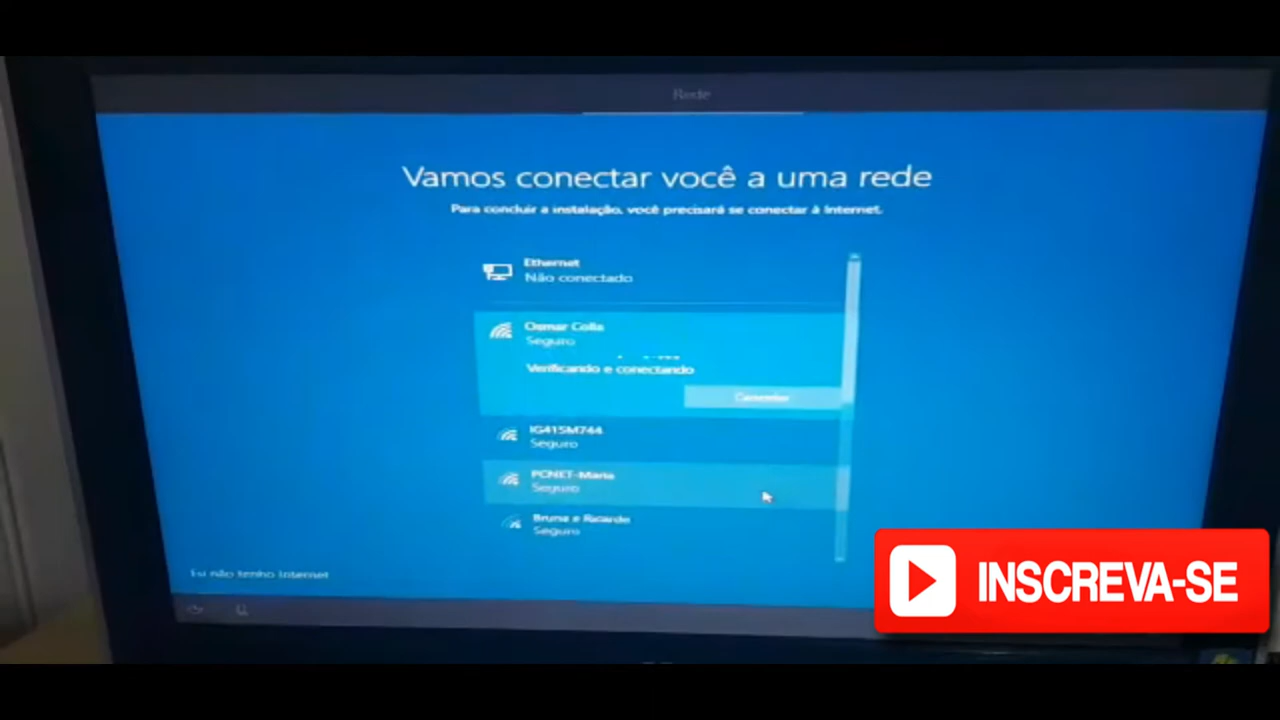 Rede
Vamos conectar você a uma rede
Para concluir a instalação, você precisará se conectar à Internet.
Ethernet
Não conectado
Osmar Colla
Seguro
Verificando e conectando
Cancelar
IG415M744
Seguro
PCNET-Maria
Seguro
Bruna e Ricardo
Seguro
Eu não tenho Internet
INSCREVA-SE